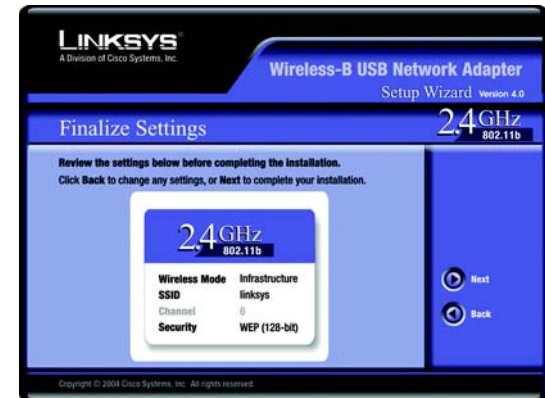 LINKSYS®
A Division of Cisco Systems, Inc.
Wireless-B USB Network Adapter
Setup Wizard Version 4.0
Finalize Settings
2,4GHz
802.11b
Review the settings below before completing the installation.
Click Back to change any settings, or Next to complete your installation.
2,4GHz
802.11b
Wireless Mode Infrastructure
SSID linksys
Channel 6
Security WEP (128-bit)
Next
Back
Copyright © 2004 Cisco Systems, Inc. All rights reserved.